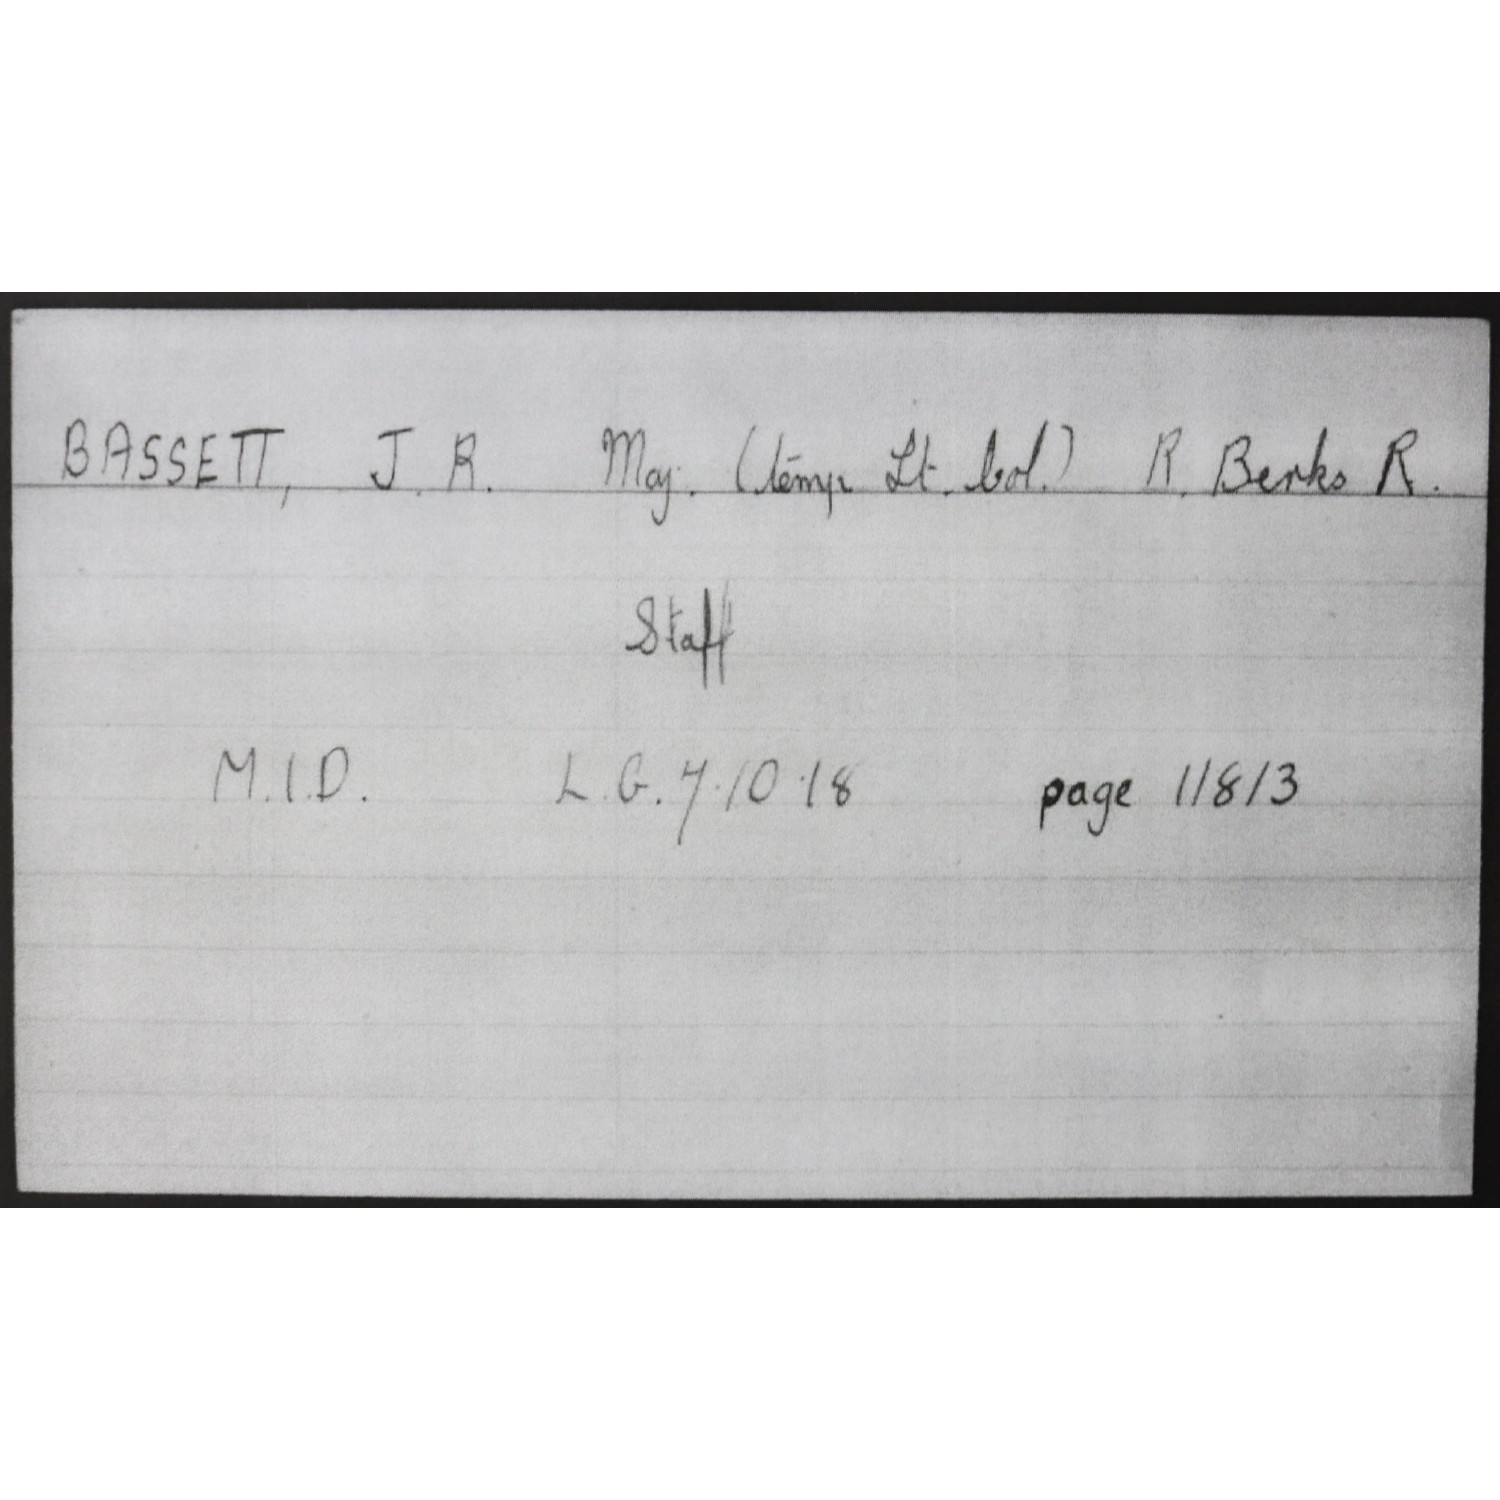 BASSETT, J. R. Maj. (temp Lt. Col.) R. Berks R.
Staff
M.I.D. L.G. 7.10.18 page 11813